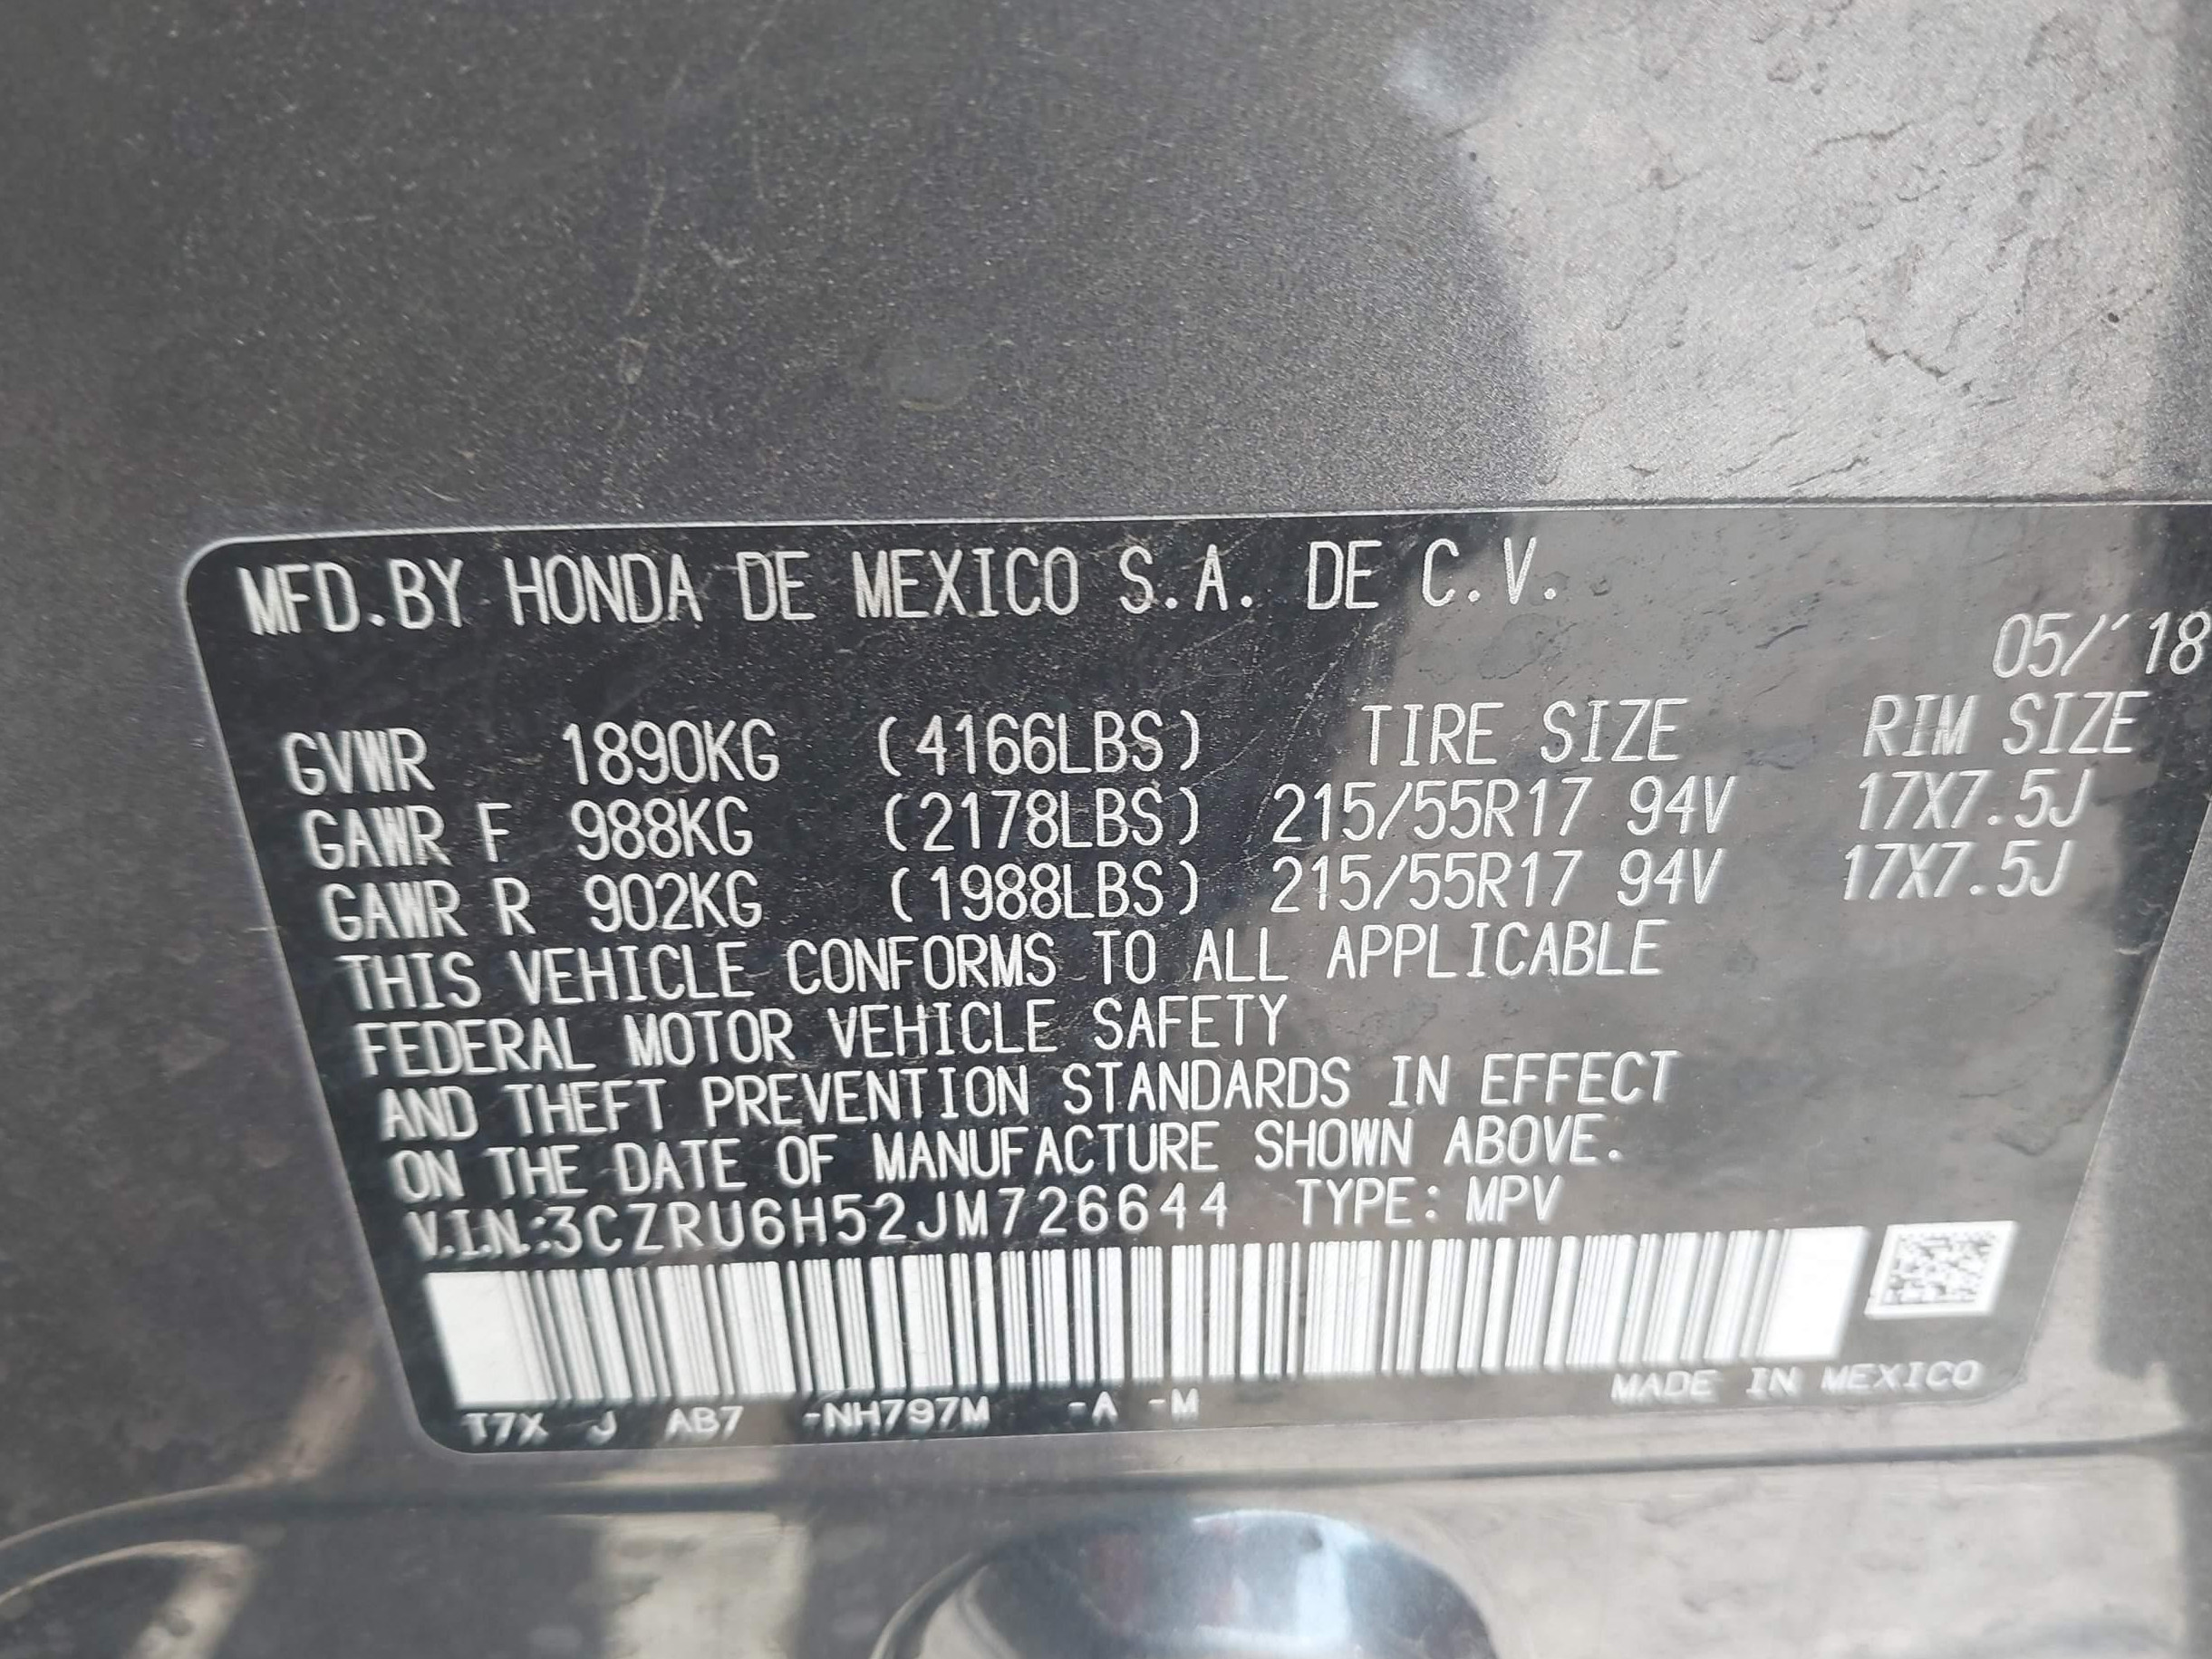 MFD.BY HONDA DE MEXICO S.A. DE C.V.
05/'18
GVWR 1890KG (4166LBS) TIRE SIZE RIM SIZE
GAWR F 988KG (2178LBS) 215/55R17 94V 17X7.5J
GAWR R 902KG (1988LBS) 215/55R17 94V 17X7.5J
THIS VEHICLE CONFORMS TO ALL APPLICABLE
FEDERAL MOTOR VEHICLE SAFETY
AND THEFT PREVENTION STANDARDS IN EFFECT
ON THE DATE OF MANUFACTURE SHOWN ABOVE.
V.I.N.:3CZRU6H52JM726644 TYPE: MPV
T7X J AB7 -NH797M -A -M MADE IN MEXICO